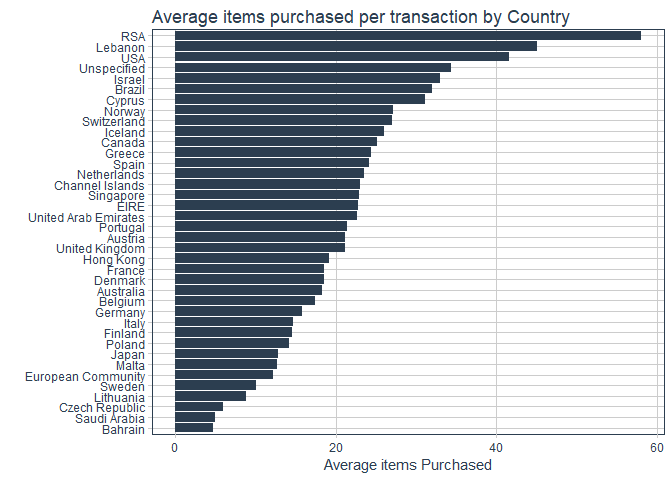 Average items purchased per transaction by Country
RSA
Lebanon
USA
Unspecified
Israel
Brazil
Cyprus
Norway
Switzerland
Iceland
Canada
Greece
Spain
Netherlands
Channel Islands
Singapore
EIRE
United Arab Emirates
Portugal
Austria
United Kingdom
Hong Kong
France
Denmark
Australia
Belgium
Germany
Italy
Finland
Poland
Japan
Malta
European Community
Sweden
Lithuania
Czech Republic
Saudi Arabia
Bahrain
0 20 40 60
Average items Purchased